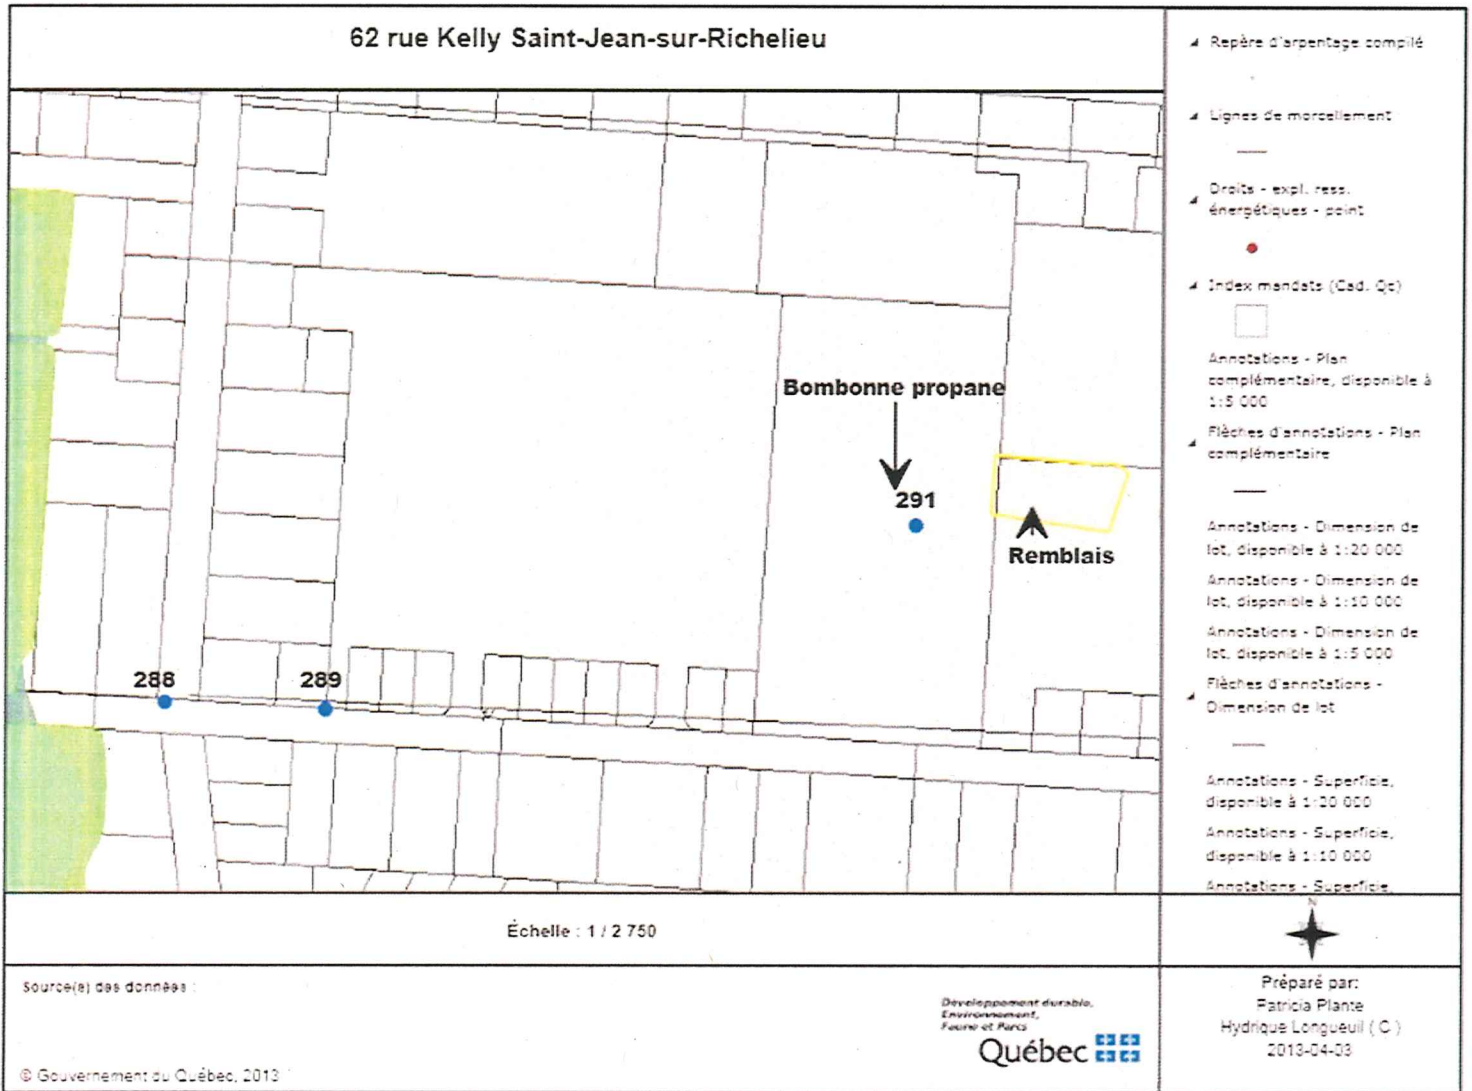 62 rue Kelly Saint-Jean-sur-Richelieu
Bombonne propane
291
Remblais
288
289
Repère d'arpentage compilé
Lignes de morcellement
Droits - expl. ress.
énergétiques - point
Index mandats (Cad. Qc)
Annotations - Plan
complémentaire, disponible à
1:5 000
Flèches d'annotations - Plan
complémentaire
Annotations - Dimension de
lot, disponible à 1:20 000
Annotations - Dimension de
lot, disponible à 1:10 000
Annotations - Dimension de
lot, disponible à 1:5 000
Flèches d'annotations -
Dimension de lot
Annotations - Superficie,
disponible à 1:20 000
Annotations - Superficie,
disponible à 1:10 000
Annotations - Superficie,
Échelle : 1 / 2 750
N
Source(s) des données :
© Gouvernement du Québec, 2013
Développement durable,
Environnement,
Faune et Parcs
Québec
Préparé par:
Patricia Plante
Hydrique Longueuil ( C )
2013-04-03